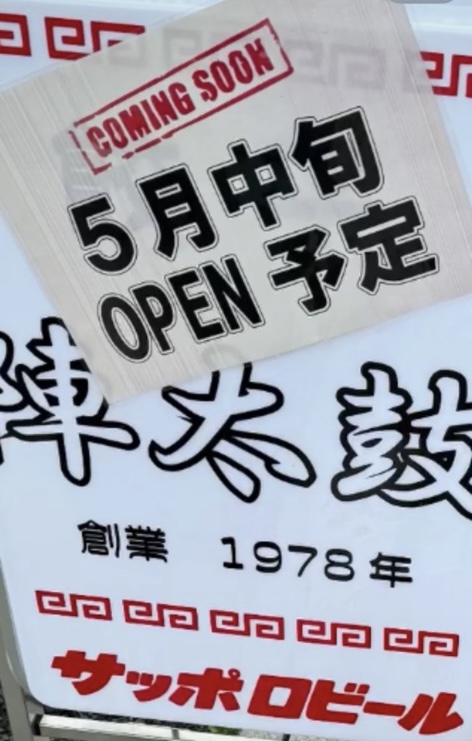 COMING SOON
5月中旬
OPEN 予定
陣太鼓
創業 1978年
サッポロビール